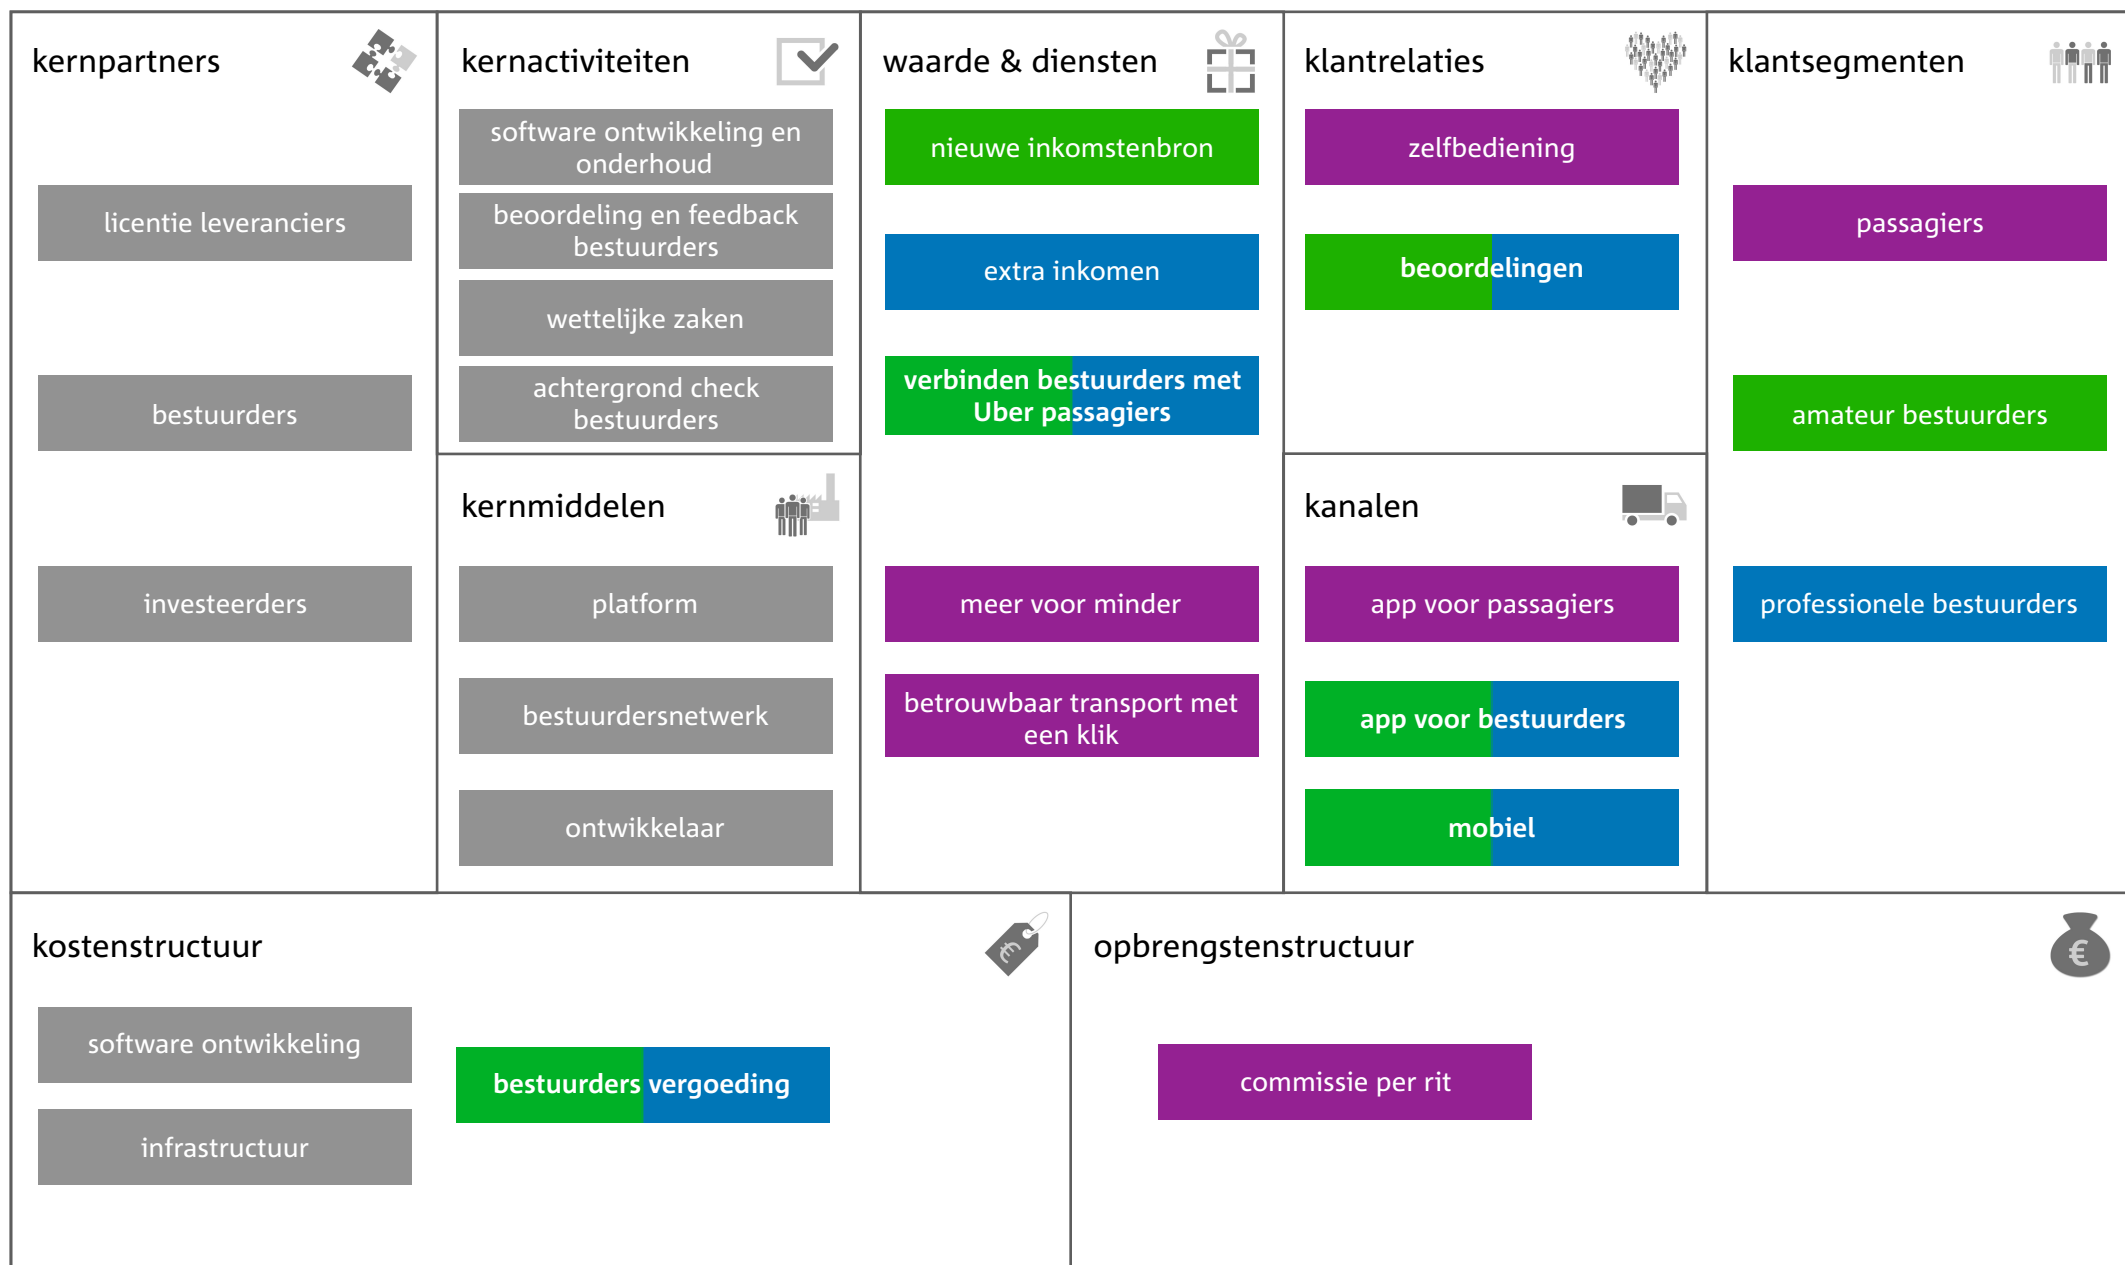 kernpartners
licentie leveranciers
bestuurders
investeerders
kernactiviteiten
software ontwikkeling en
onderhoud
beoordeling en feedback
bestuurders
wettelijke zaken
achtergrond check
bestuurders
kernmiddelen
platform
bestuurdersnetwerk
ontwikkelaar
waarde & diensten
nieuwe inkomstenbron
extra inkomen
verbinden bestuurders met
Uber passagiers
meer voor minder
betrouwbaar transport met
een klik
klantrelaties
zelfbediening
beoordelingen
kanalen
app voor passagiers
app voor bestuurders
mobiel
klantsegmenten
passagiers
amateur bestuurders
professionele bestuurders
kostenstructuur
€
software ontwikkeling
infrastructuur
bestuurders vergoeding
opbrengstenstructuur
€
commissie per rit